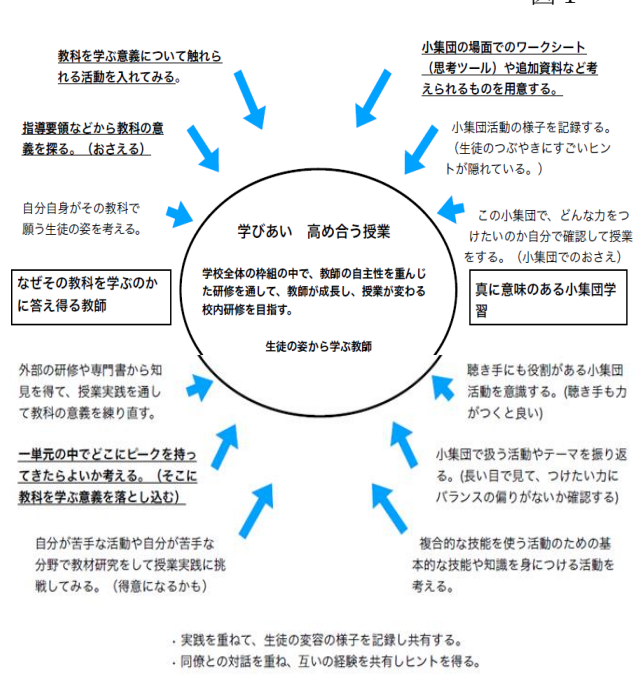 図1
教科を学ぶ意義について触れら
れる活動を入れてみる。
指導要領などから教科の意
義を探る。（おさえる）
自分自身がその教科で
願う生徒の姿を考える。
なぜその教科を学ぶのか
に答え得る教師
外部の研修や専門書から知
見を得て、授業実践を通し
て教科の意義を練り直す。
一単元の中でどこにピークを持っ
てきたらよいか考える。（そこに
教科を学ぶ意義を落とし込む）
自分が苦手な活動や自分が苦手な
分野で教材研究をして授業実践に挑
戦してみる。（得意になるかも）
学びあい　高め合う授業
学校全体の枠組の中で、教師の自主性を重んじ
た研修を通して、教師が成長し、授業が変わる
校内研修を目指す。
生徒の姿から学ぶ教師
小集団の場面でのワークシート
（思考ツール）や追加資料など考
えられるものを用意する。
小集団活動の様子を記録する。
（生徒のつぶやきにすごいヒン
トが隠れている。）
この小集団で、どんな力をつ
けたいのか自分で確認して授業
をする。（小集団でのおさえ）
真に意味のある小集団学
習
聴き手にも役割がある小集団
活動を意識する。(聴き手も力
がつくと良い)
小集団で扱う活動やテーマを振り返
る。(長い目で見て、つけたい力に
バランスの偏りがないか確認する)
複合的な技能を使う活動のための基
本的な技能や知識を身につける活動を
考える。
・実践を重ねて、生徒の変容の様子を記録し共有する。
・同僚との対話を重ね、互いの経験を共有しヒントを得る。